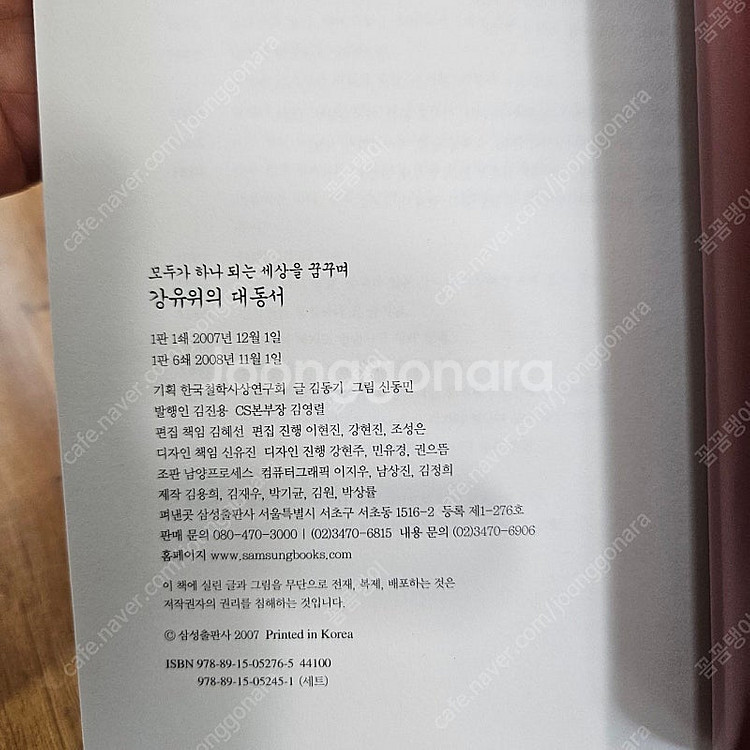 모두가 하나 되는 세상을 꿈꾸며
강유위의 대동서
1판 1쇄 2007년 12월 1일
1판 6쇄 2008년 11월 1일
기획 한국철학사상연구회 글 김동기 그림 신동민
발행인 김진용 CS본부장 김영렬
편집 책임 김혜선 편집 진행 이현진, 강현진, 조성은
디자인 책임 신유진 디자인 진행 강현주, 민유경, 권으뜸
조판 남양프로세스 컴퓨터그래픽 이지우, 남상진, 김정희
제작 김용희, 김재우, 박기균, 김원, 박상률
펴낸곳 삼성출판사 서울특별시 서초구 서초동 1516-2 등록 제1-276호
판매 문의 080-470-3000 | (02)3470-6815 내용 문의 (02)3470-6906
홈페이지 www.samsungbooks.com
이 책에 실린 글과 그림을 무단으로 전재, 복제, 배포하는 것은
저작권자의 권리를 침해하는 것입니다.
© 삼성출판사 2007 Printed in Korea
ISBN 978-89-15-05276-5 44100
978-89-15-05245-1 (세트)
joonggonara
cafe.naver.com/joonggonara
꼼꼼탱이